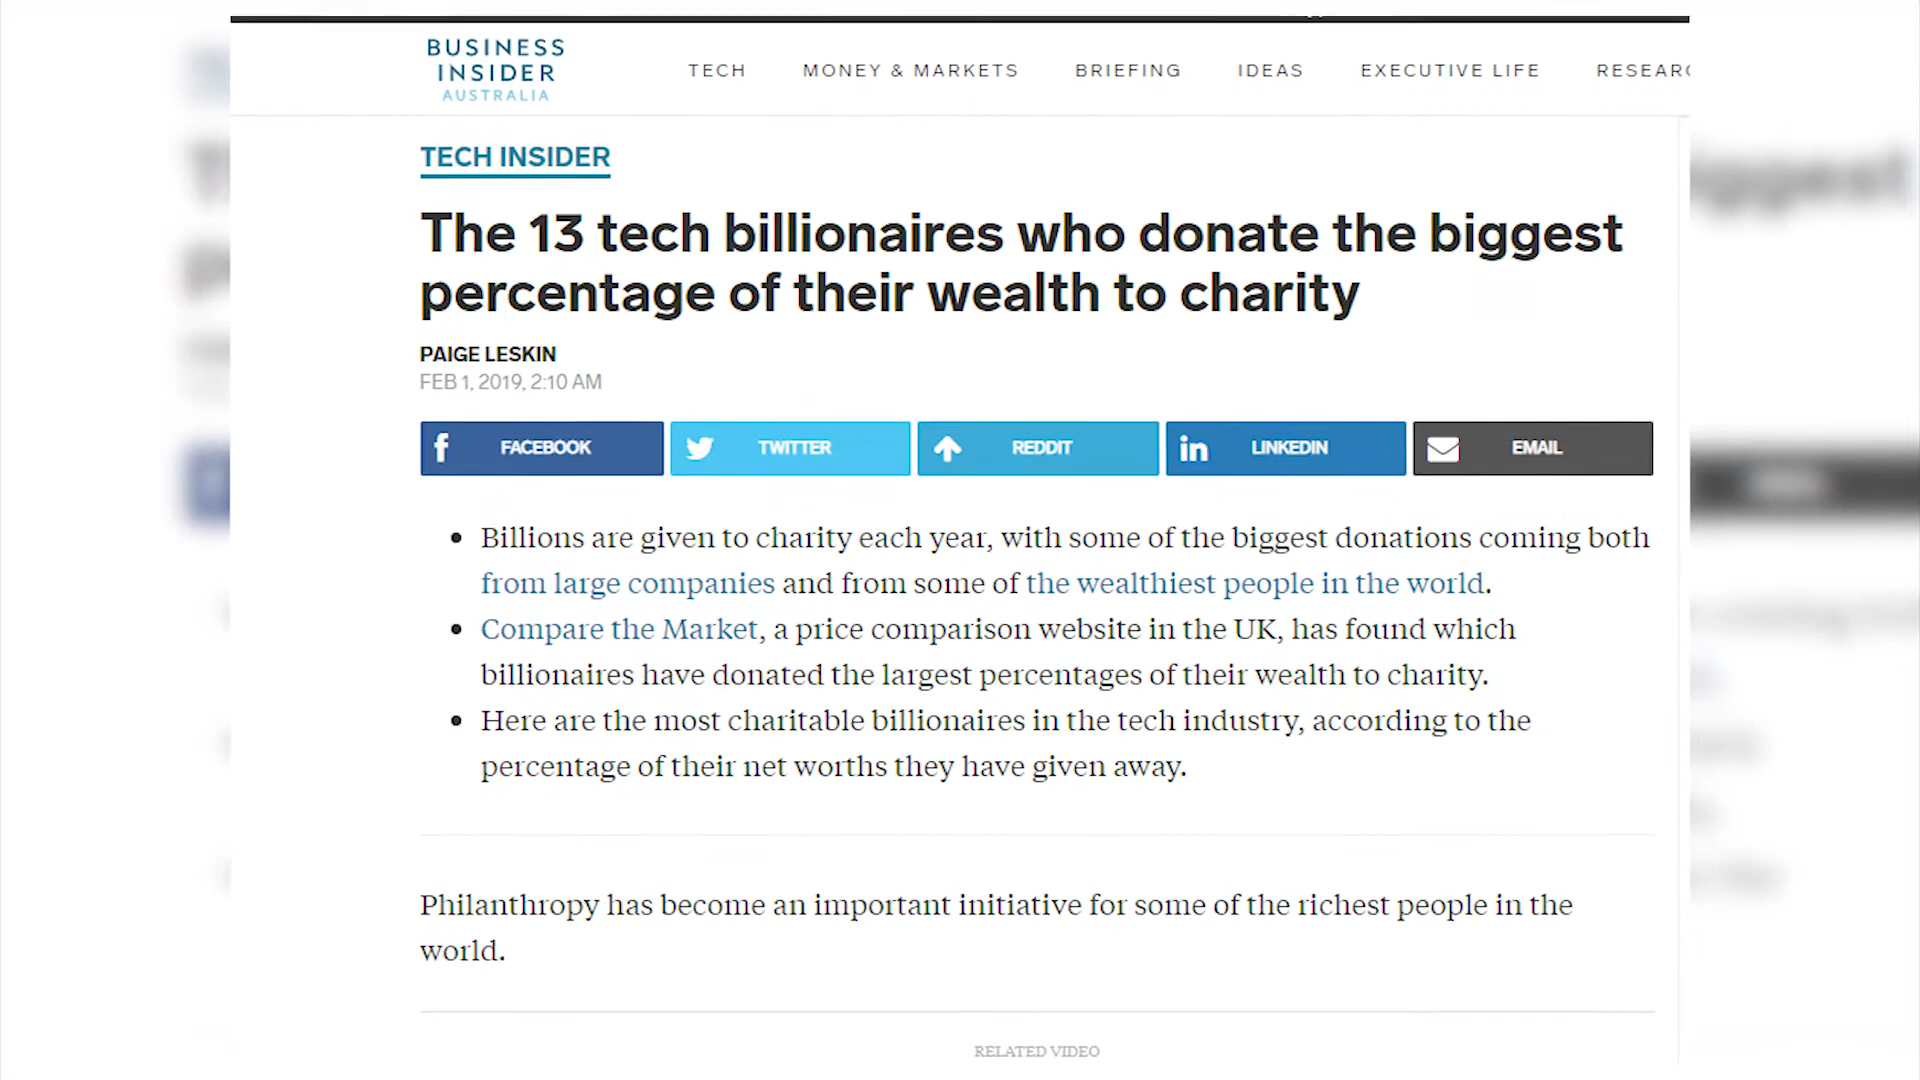 BUSINESS
INSIDER
AUSTRALIA
TECH MONEY & MARKETS BRIEFING IDEAS EXECUTIVE LIFE
TECH INSIDER
The 13 tech billionaires who donate the biggest
percentage of their wealth to charity
PAIGE LESKIN
FEB 1, 2019, 2:10 AM
FACEBOOK TWITTER REDDIT LINKEDIN EMAIL
Billions are given to charity each year, with some of the biggest donations coming both
from large companies and from some of the wealthiest people in the world.
Compare the Market, a price comparison website in the UK, has found which
billionaires have donated the largest percentages of their wealth to charity.
Here are the most charitable billionaires in the tech industry, according to the
percentage of their net worths they have given away.
Philanthropy has become an important initiative for some of the richest people in the
world.
RELATED VIDEO